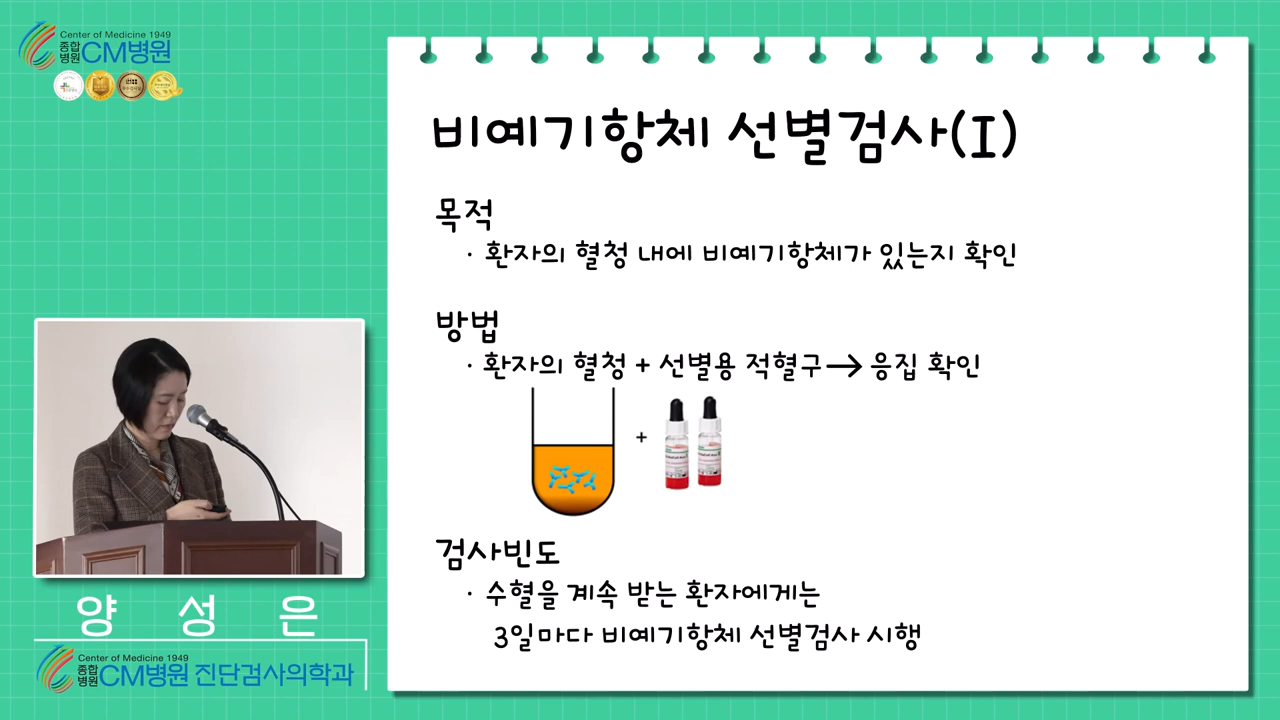 Center of Medicine 1949
종합병원 CM병원
비예기항체 선별검사(I)
목적
· 환자의 혈청 내에 비예기항체가 있는지 확인
방법
· 환자의 혈청 + 선별용 적혈구→ 응집 확인
+
검사빈도
· 수혈을 계속 받는 환자에게는
3일마다 비예기항체 선별검사 시행
양 성 은
Center of Medicine 1949
종합병원 CM병원 진단검사의학과